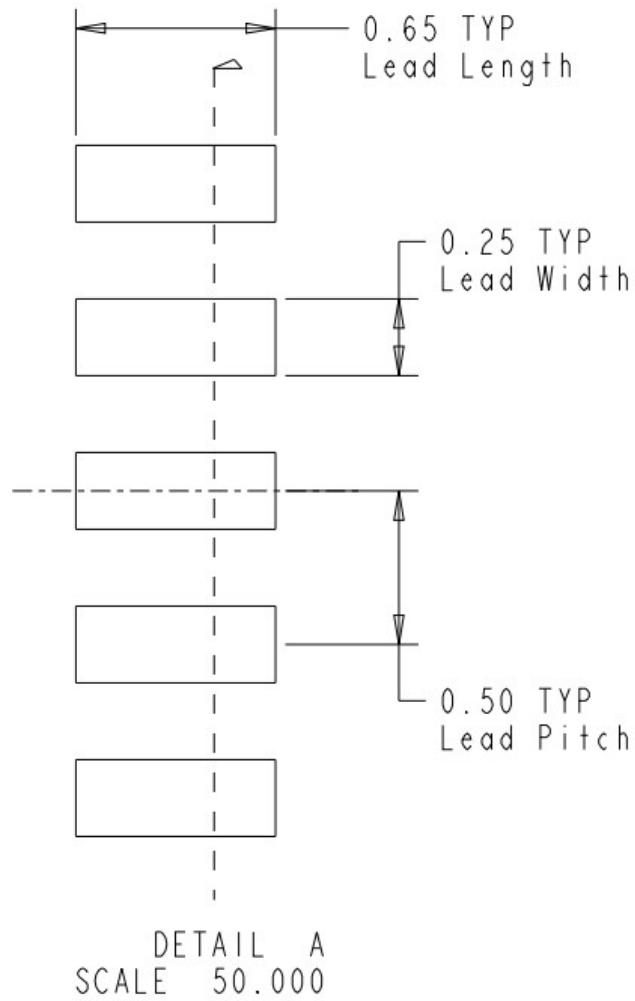 0.65 TYP
Lead Length
0.25 TYP
Lead Width
0.50 TYP
Lead Pitch
DETAIL A
SCALE 50.000